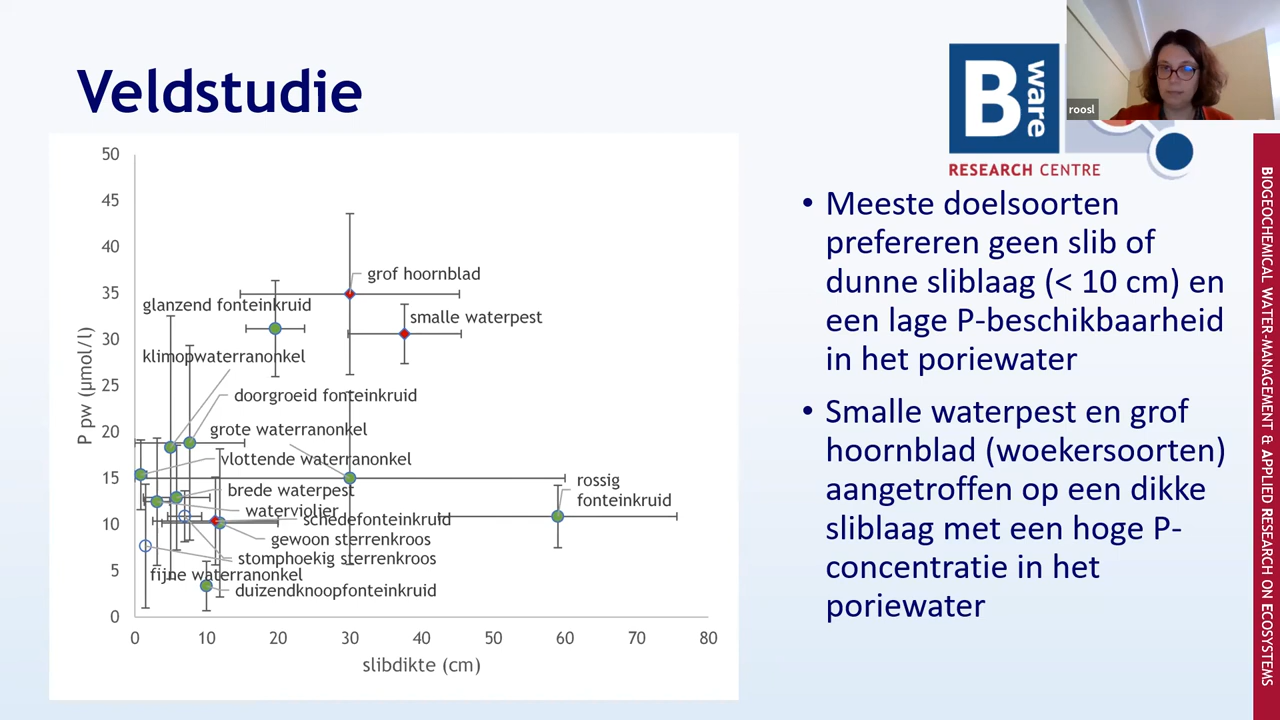 Veldstudie
B ware
RESEARCH CENTRE
roosl
50
45
40
35
30
25
20
15
10
5
0
P pw (µmol/l)
grof hoornblad
glanzend fonteinkruid
smalle waterpest
klimopwaterranonkel
doorgroeid fonteinkruid
grote waterranonkel
vlottende waterranonkel
rossig
fonteinkruid
brede waterpest
waterviolier
schedefonteinkruid
gewoon sterrenkroos
stomphoekig sterrenkroos
fijne waterranonkel
duizendknoopfonteinkruid
0 10 20 30 40 50 60 70 80
slibdikte (cm)
• Meeste doelsoorten
prefereren geen slib of
dunne sliblaag (< 10 cm) en
een lage P-beschikbaarheid
in het poriewater
• Smalle waterpest en grof
hoornblad (woekersoorten)
aangetroffen op een dikke
sliblaag met een hoge P-
concentratie in het
poriewater
BIOGEOCHEMICAL WATER-MANAGEMENT & APPLIED RESEARCH ON ECOSYSTEMS